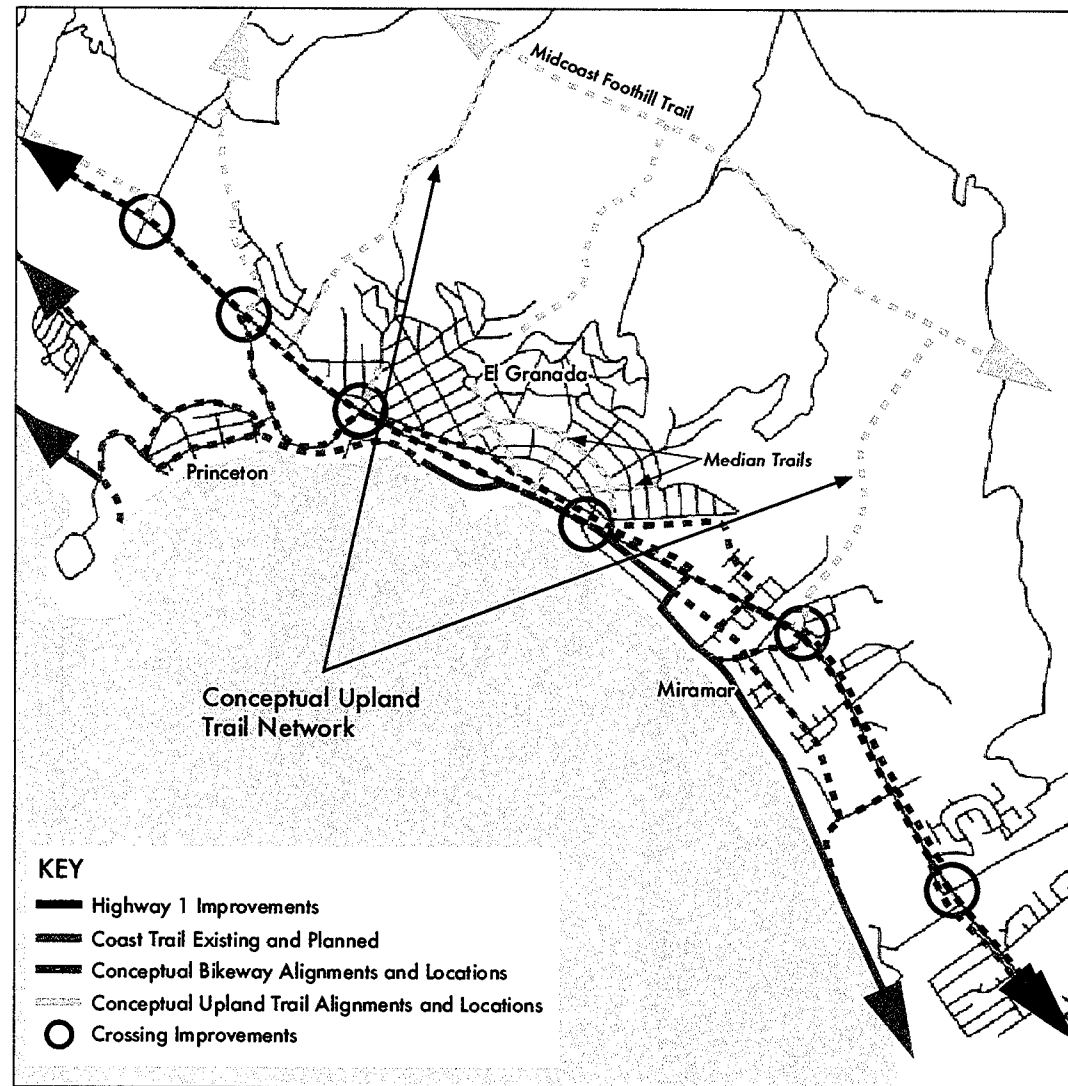 Midcoast Foothill Trail
El Granada
Median Trails
Princeton
Miramar
Conceptual Upland
Trail Network
KEY
Highway 1 Improvements
Coast Trail Existing and Planned
Conceptual Bikeway Alignments and Locations
Conceptual Upland Trail Alignments and Locations
Crossing Improvements